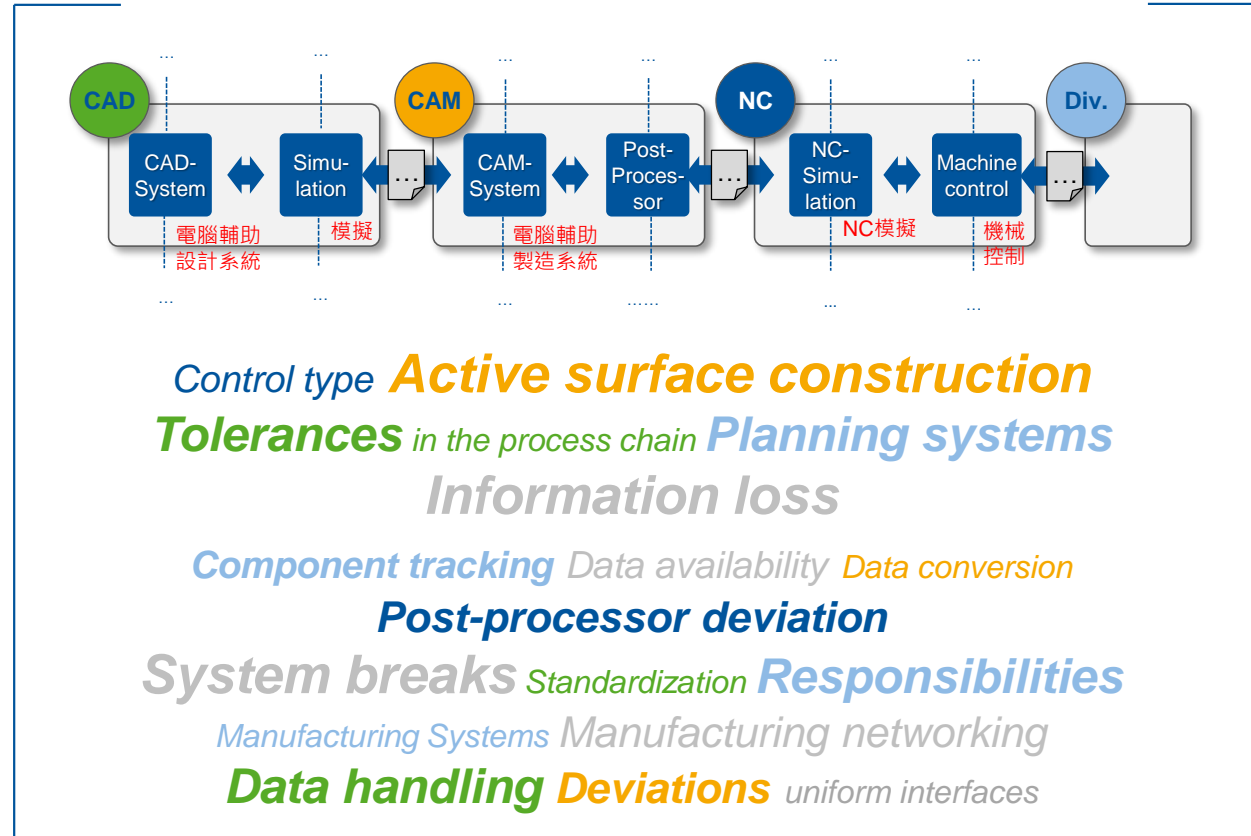 ... ... ... ... ... ... ...
CAD CAM NC Div.
CAD-
System
Simu-
lation
...
CAM-
System
Post-
Proces-
sor
...
NC-
Simu-
lation
Machine
control
...
電腦輔助
設計系統
模擬
電腦輔助
製造系統
NC模擬
機械
控制
... ... ... ...... ... ...
Control type Active surface construction
Tolerances in the process chain Planning systems
Information loss
Component tracking Data availability Data conversion
Post-processor deviation
System breaks Standardization Responsibilities
Manufacturing Systems Manufacturing networking
Data handling Deviations uniform interfaces